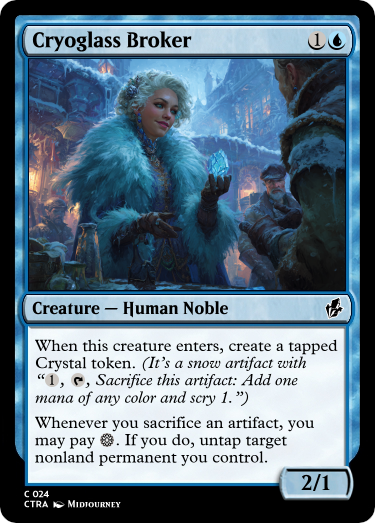 Cryoglass Broker 1
Creature — Human Noble
When this creature enters, create a tapped
Crystal token. (It's a snow artifact with
“1, , Sacrifice this artifact: Add one
mana of any color and scry 1.”)
Whenever you sacrifice an artifact, you
may pay . If you do, untap target
nonland permanent you control.
2/1
C 024
CTRA Midjourney